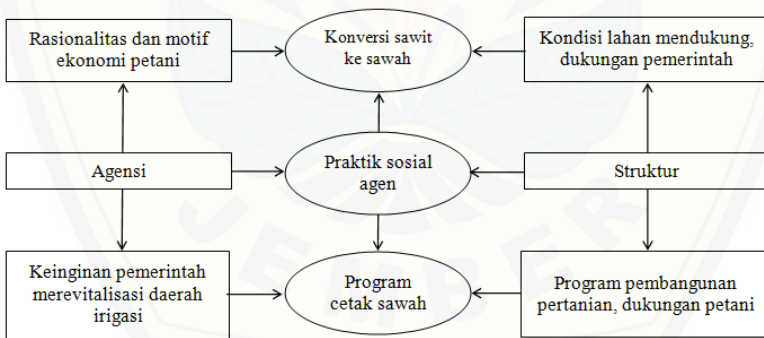 Rasionalitas dan motif
ekonomi petani
Konversi sawit
ke sawah
Kondisi lahan mendukung,
dukungan pemerintah
Agensi
Praktik sosial
agen
Struktur
Keinginan pemerintah
merevitalisasi daerah
irigasi
Program
cetak sawah
Program pembangunan
pertanian, dukungan petani
JEMBER